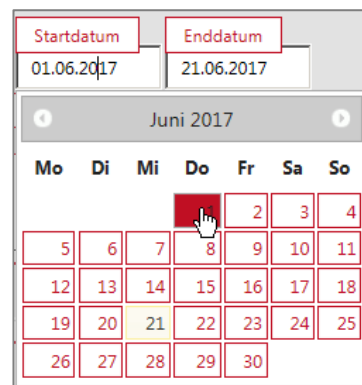 Startdatum Enddatum
01.06.2017 21.06.2017
Juni 2017
Mo Di Mi Do Fr Sa So
1 2 3 4
5 6 7 8 9 10 11
12 13 14 15 16 17 18
19 20 21 22 23 24 25
26 27 28 29 30